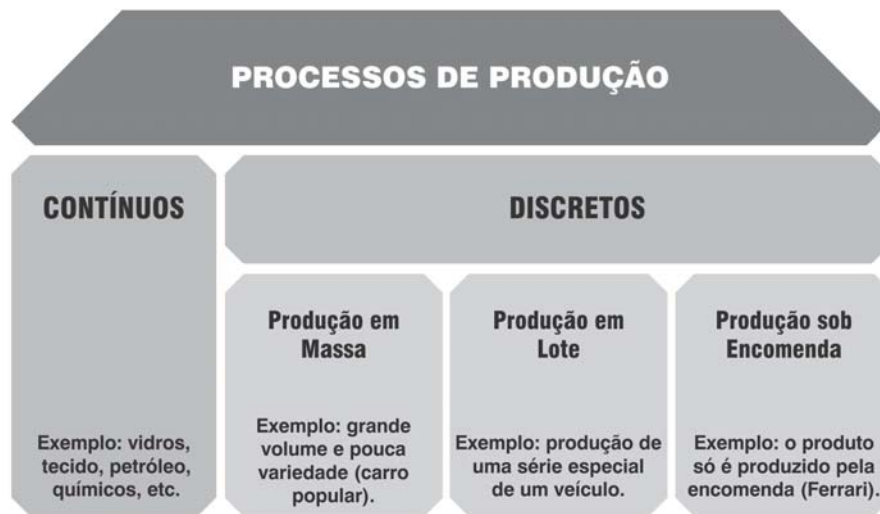 PROCESSOS DE PRODUÇÃO
CONTÍNUOS
Exemplo: vidros,
tecido, petróleo,
químicos, etc.
DISCRETOS
Produção em
Massa
Exemplo: grande
volume e pouca
variedade (carro
popular).
Produção em
Lote
Exemplo: produção de
uma série especial
de um veículo.
Produção sob
Encomenda
Exemplo: o produto
só é produzido pela
encomenda (Ferrari).